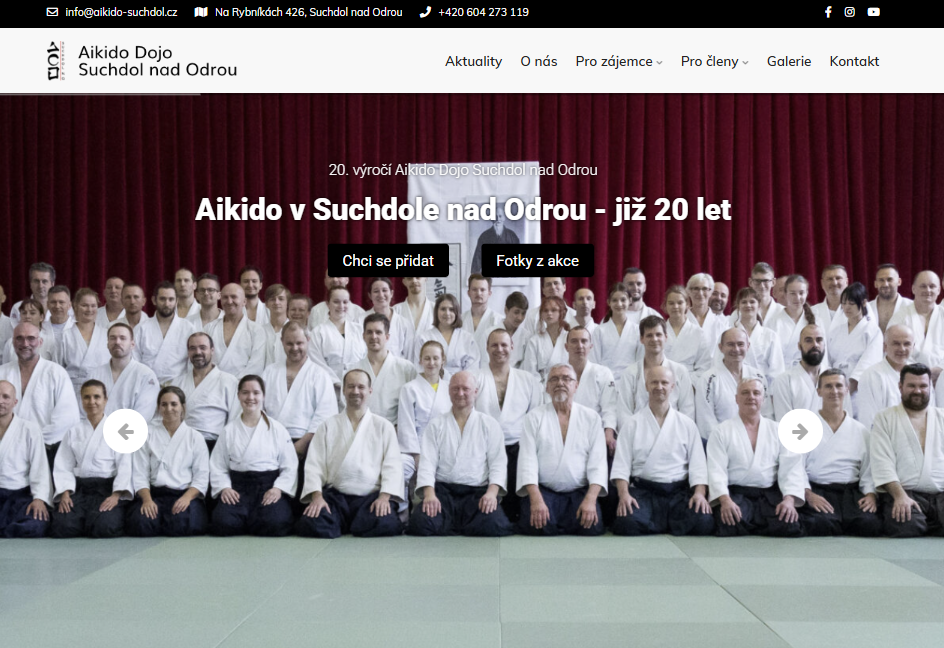 info@aikido-suchdol.cz
Na Rybníkách 426, Suchdol nad Odrou
+420 604 273 119
Aikido Dojo
Suchdol nad Odrou
Aktuality
O nás
Pro zájemce
Pro členy
Galerie
Kontakt
20. výročí Aikido Dojo Suchdol nad Odrou
Aikido v Suchdole nad Odrou - již 20 let
Chci se přidat
Fotky z akce